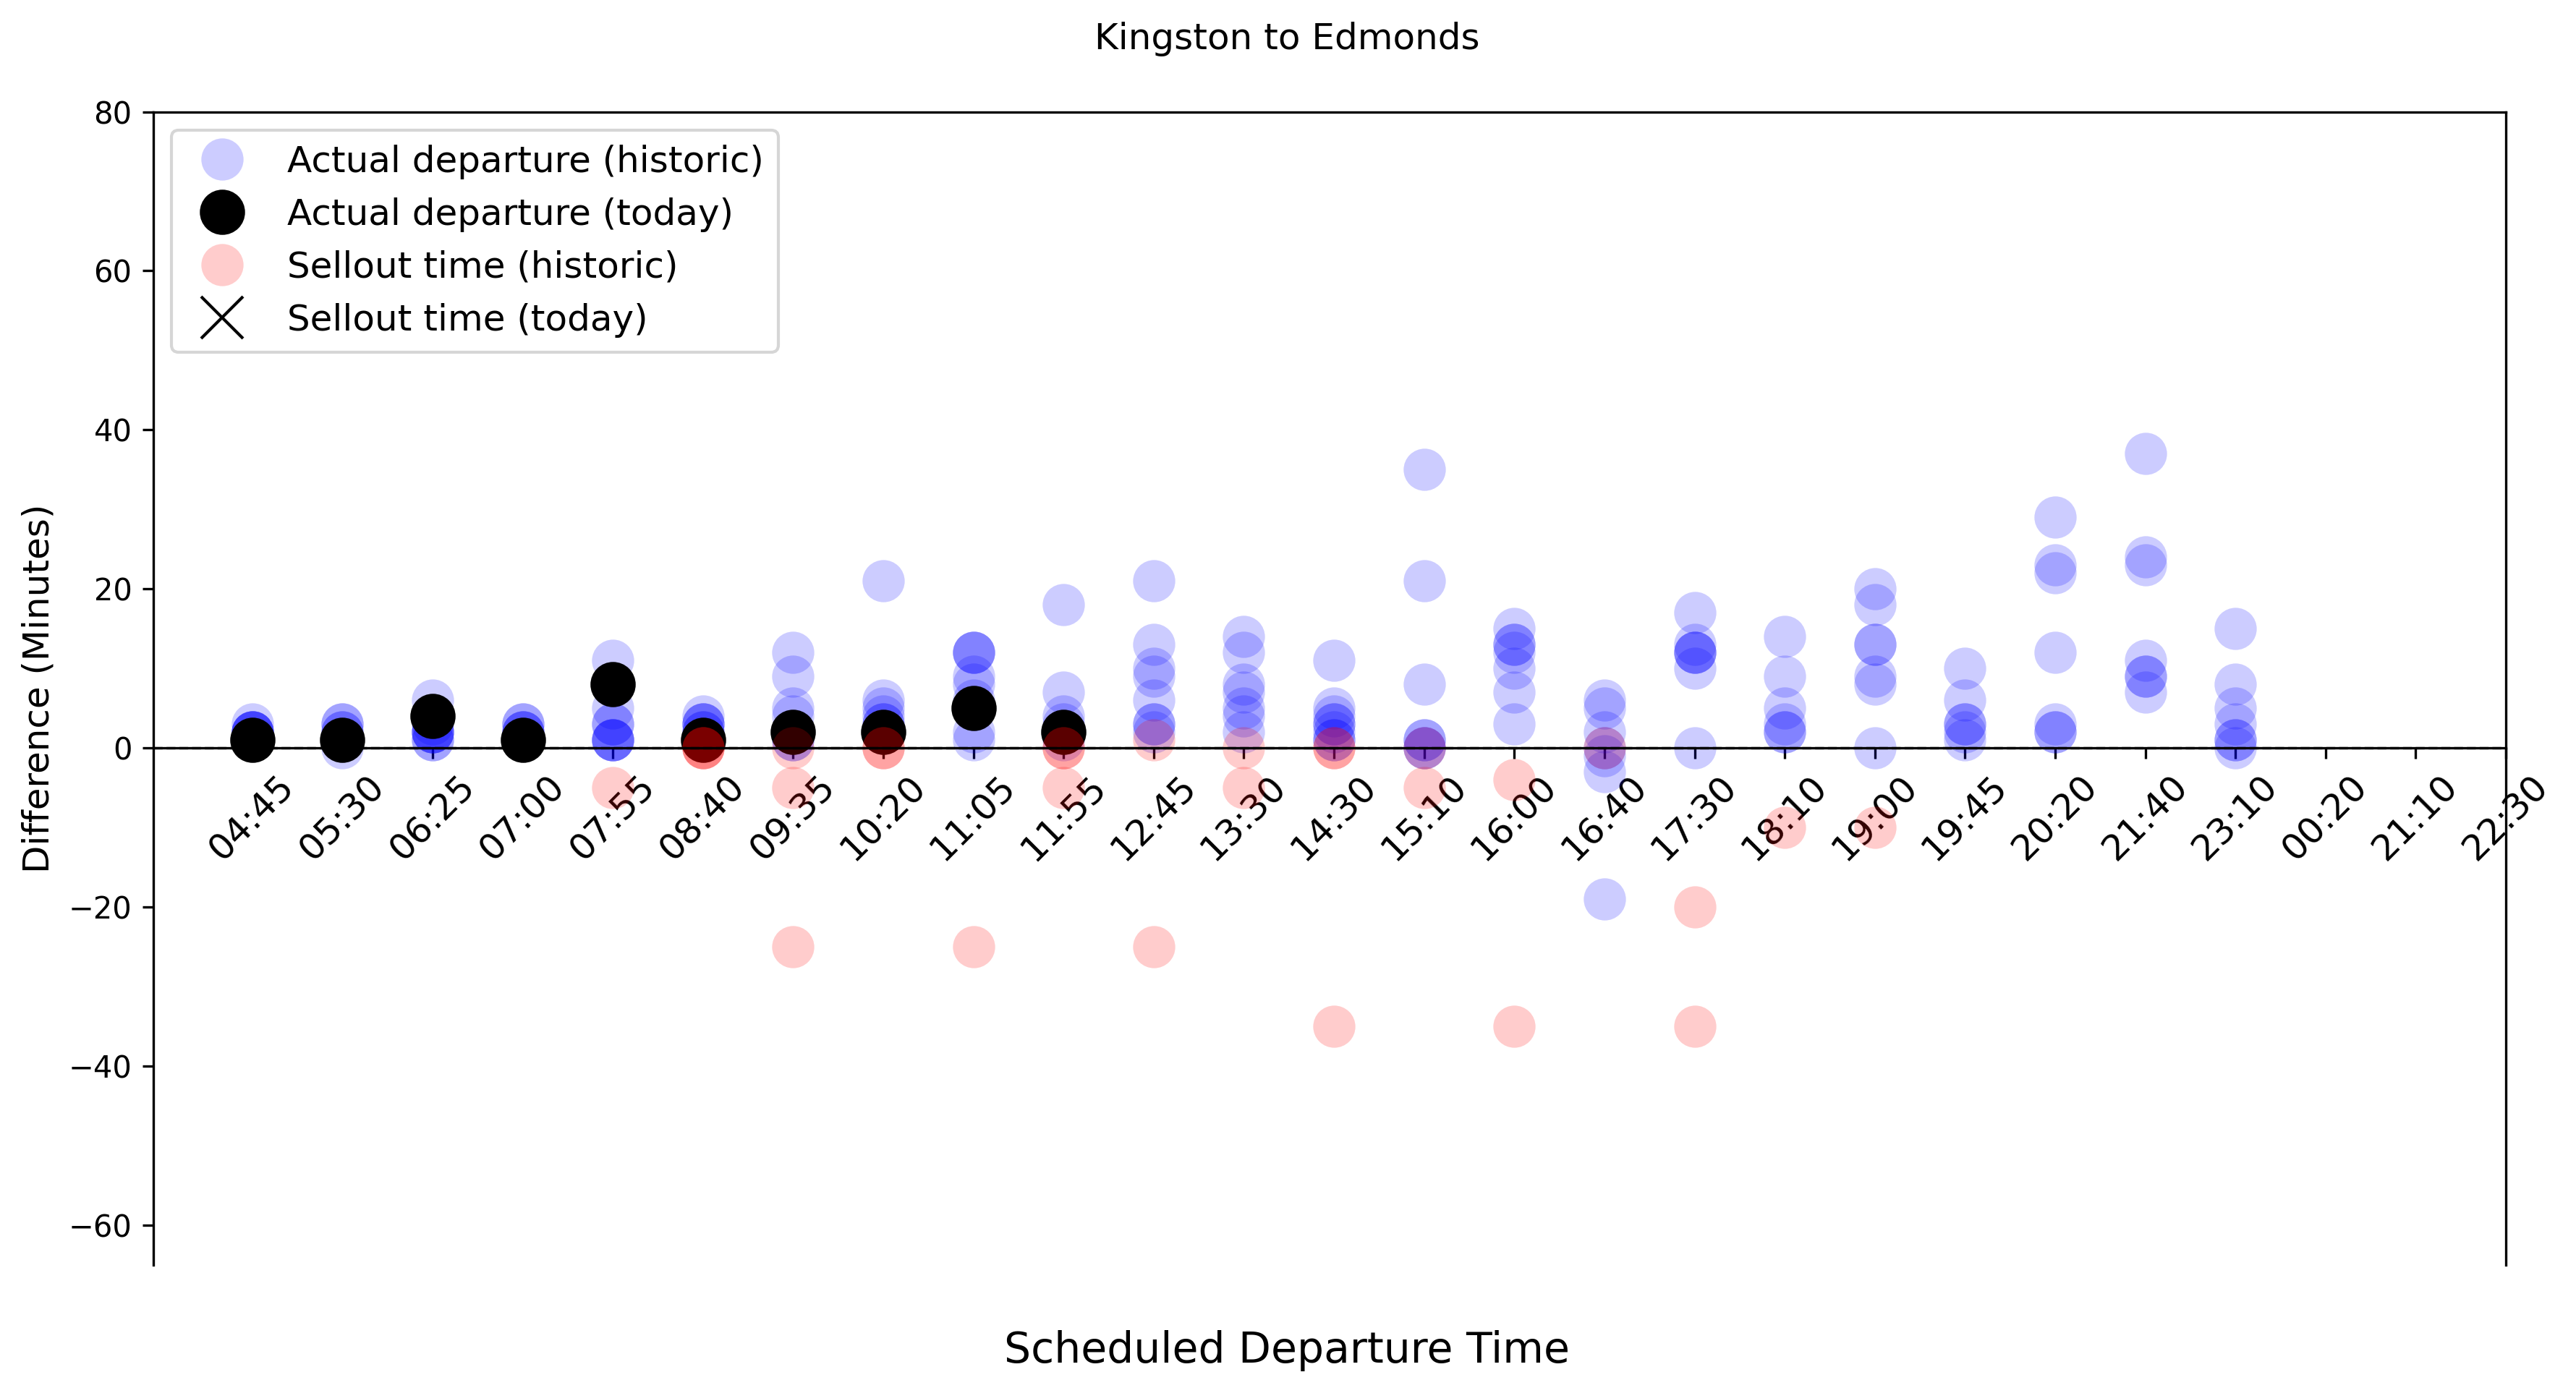 Kingston to Edmonds
Actual departure (historic)
Actual departure (today)
Sellout time (historic)
Sellout time (today)
Difference (Minutes)
80
60
40
20
0
−20
−40
−60
04:45 05:30 06:25 07:00 07:55 08:40 09:35 10:20 11:05 11:55 12:45 13:30 14:30 15:10 16:00 16:40 17:30 18:10 19:00 19:45 20:20 21:40 23:10 00:20 21:10 22:30
Scheduled Departure Time